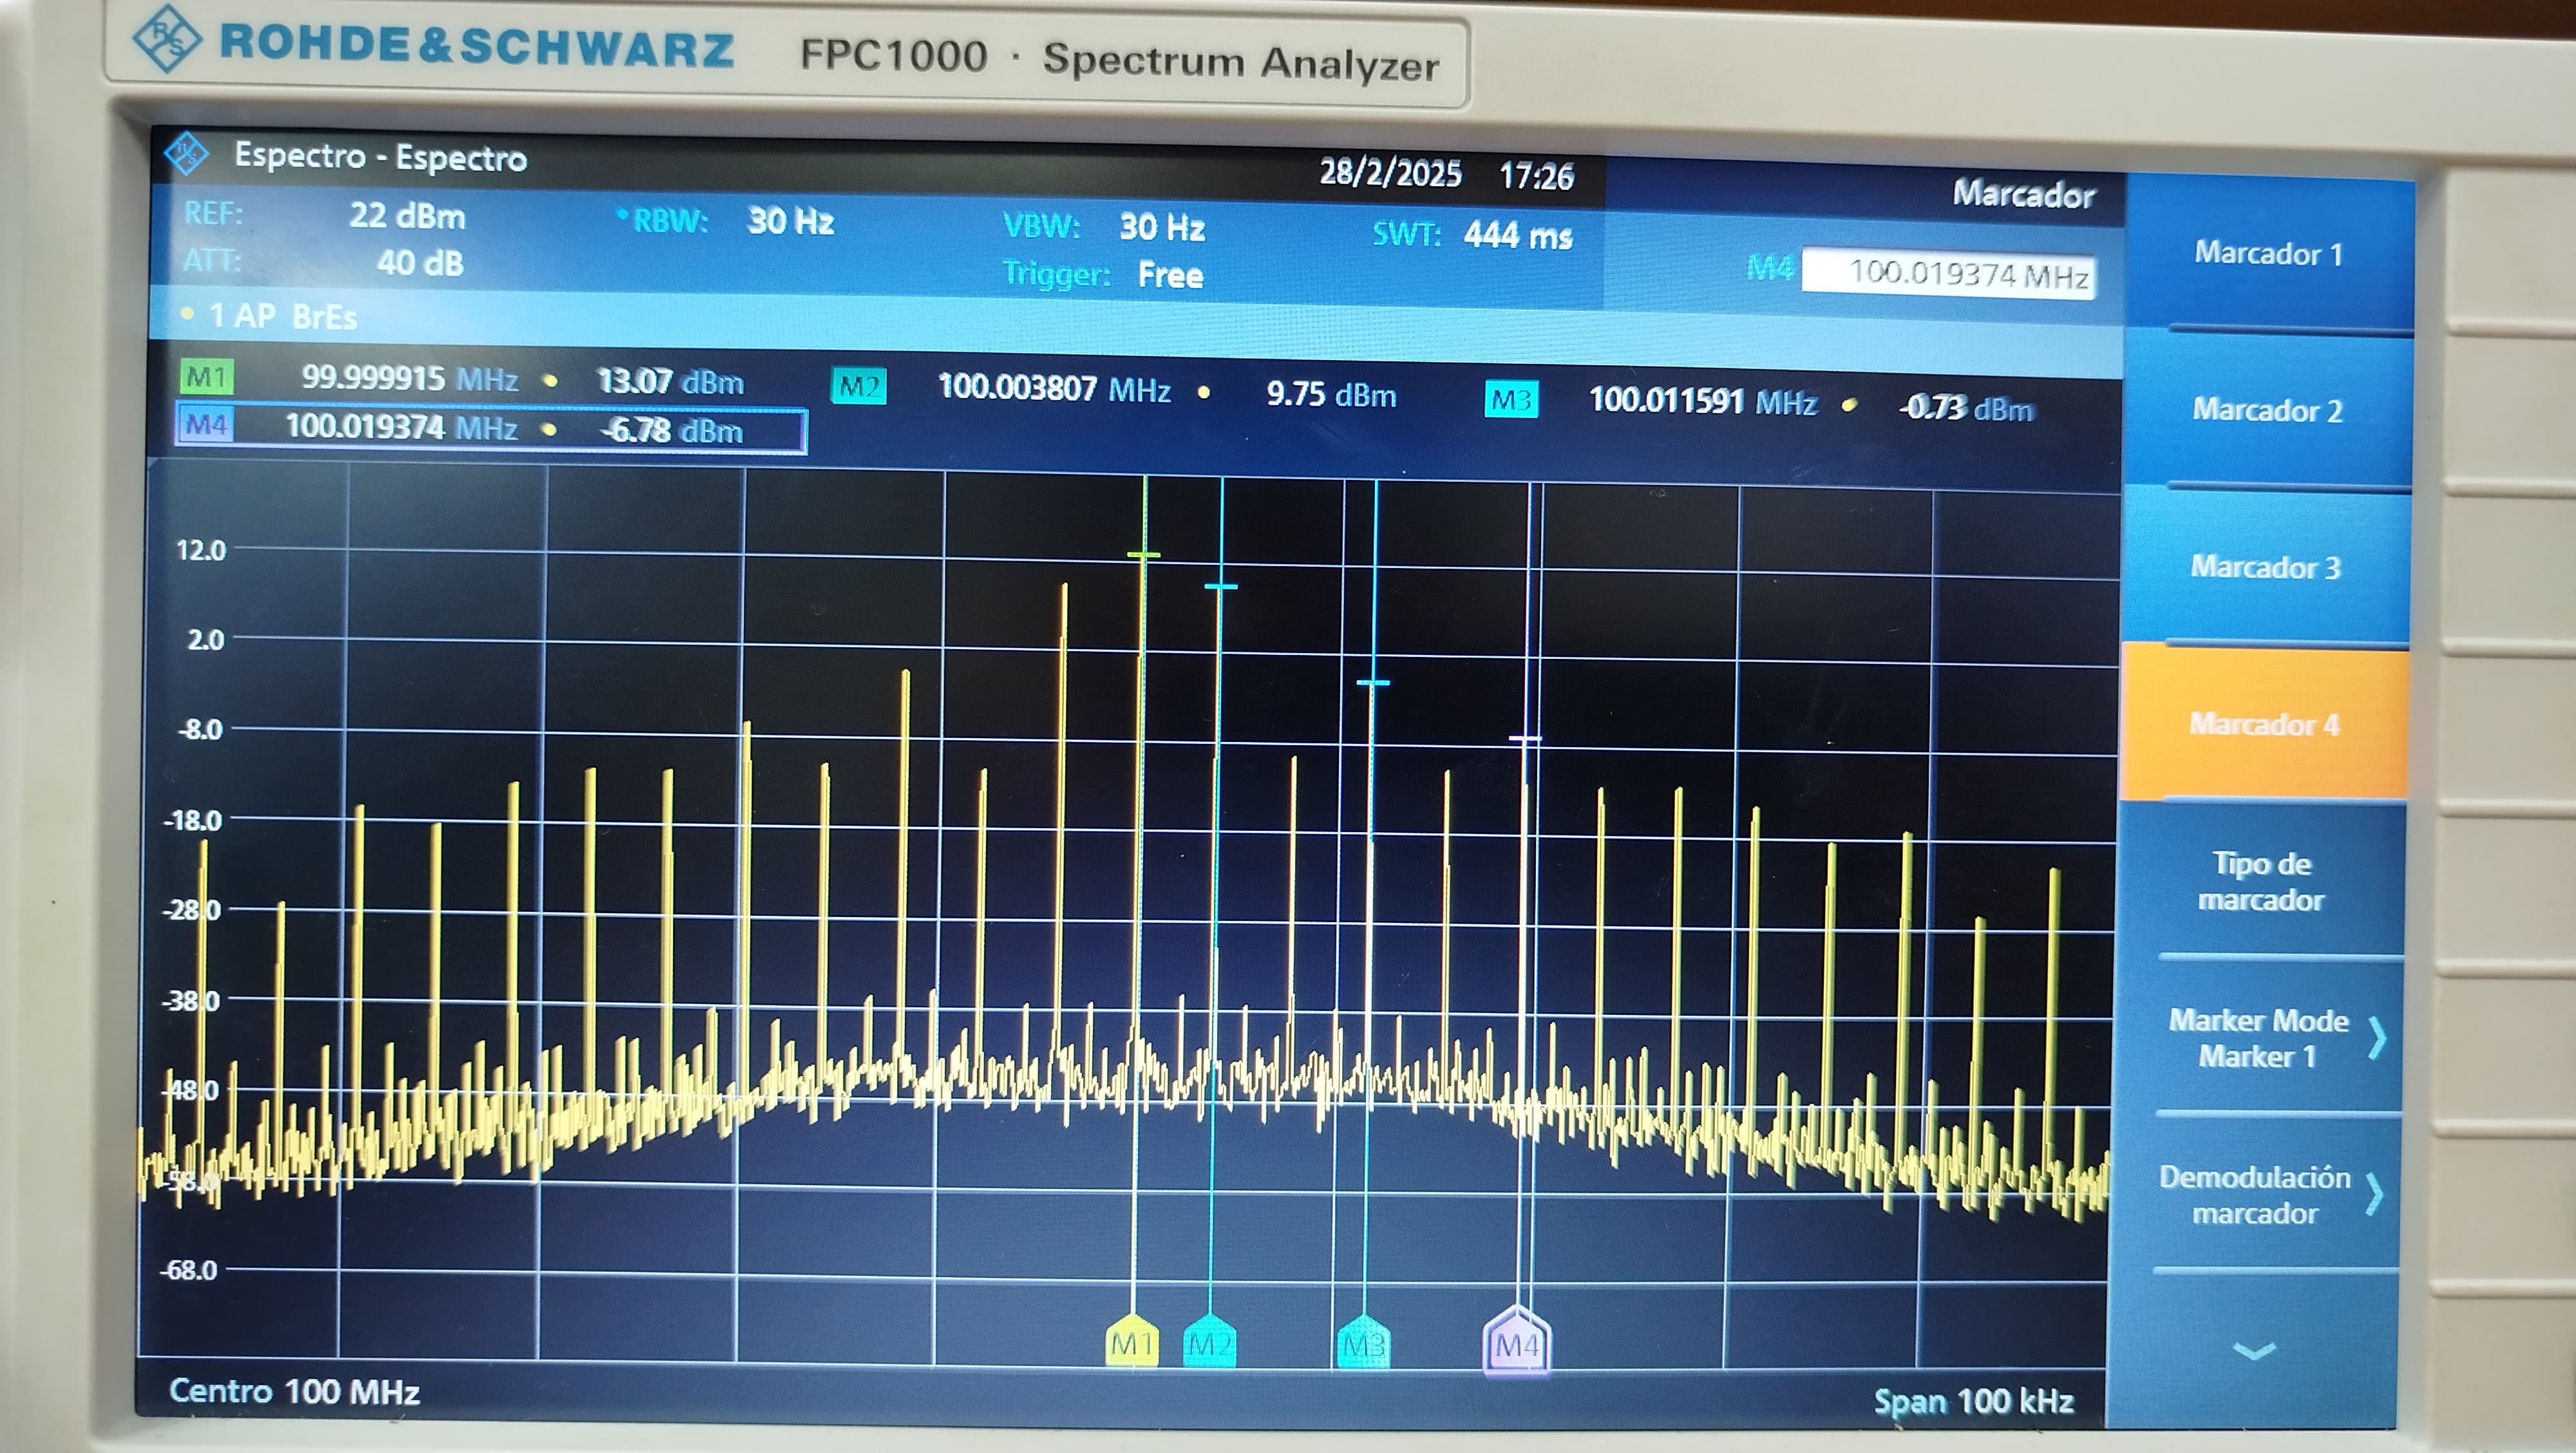 ROHDE&SCHWARZ FPC1000 · Spectrum Analyzer
Espectro - Espectro 28/2/2025 17:26 Marcador
REF: 22 dBm •RBW: 30 Hz VBW: 30 Hz SWT: 444 ms
ATT: 40 dB Trigger: Free M4 100.019374 MHz
• 1 AP BrEs
M1 99.999915 MHz • 13.07 dBm M2 100.003807 MHz • 9.75 dBm M3 100.011591 MHz • -0.73 dBm
M4 100.019374 MHz • -6.78 dBm
12.0
2.0
-8.0
-18.0
-28.0
-38.0
-48.0
-58.0
-68.0
M1 M2 M3 M4
Centro 100 MHz Span 100 kHz
Marcador 1
Marcador 2
Marcador 3
Marcador 4
Tipo de
marcador
Marker Mode
Marker 1
Demodulación
marcador